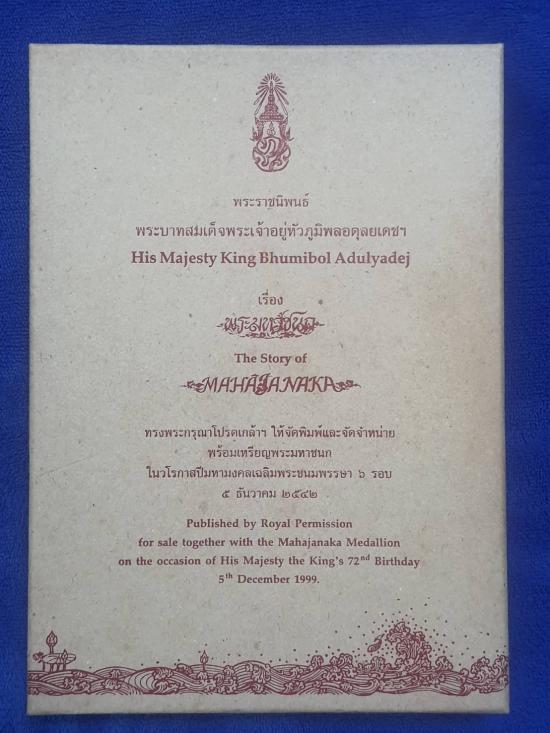 พระราชนิพนธ์
พระบาทสมเด็จพระเจ้าอยู่หัวภูมิพลอดุลยเดชฯ
His Majesty King Bhumibol Adulyadej
เรื่อง
พระมหาชนก
The Story of
MAHĀJANAKA
ทรงพระกรุณาโปรดเกล้าฯ ให้จัดพิมพ์และจัดจำหน่าย
พร้อมเหรียญพระมหาชนก
ในวโรกาสปีมหามงคลเฉลิมพระชนมพรรษา ๖ รอบ
๕ ธันวาคม ๒๕๔๒
Published by Royal Permission
for sale together with the Mahajanaka Medallion
on the occasion of His Majesty the King's 72nd Birthday
5th December 1999.